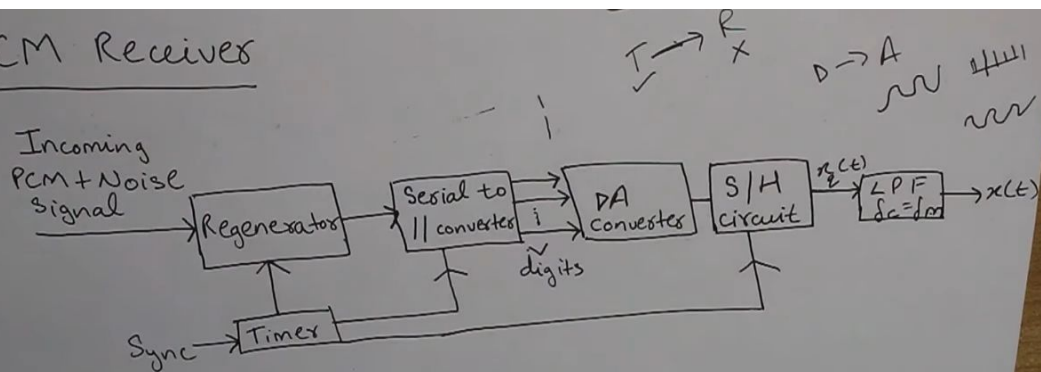 CM Receiver
T → R
✓ X
D → A
Incoming
PCM + Noise
Signal
Regenerator
Serial to
|| converter
digits
DA
converter
S/H
circuit
x_q(t)
LPF
fc = fm
x(t)
Sync
Timer